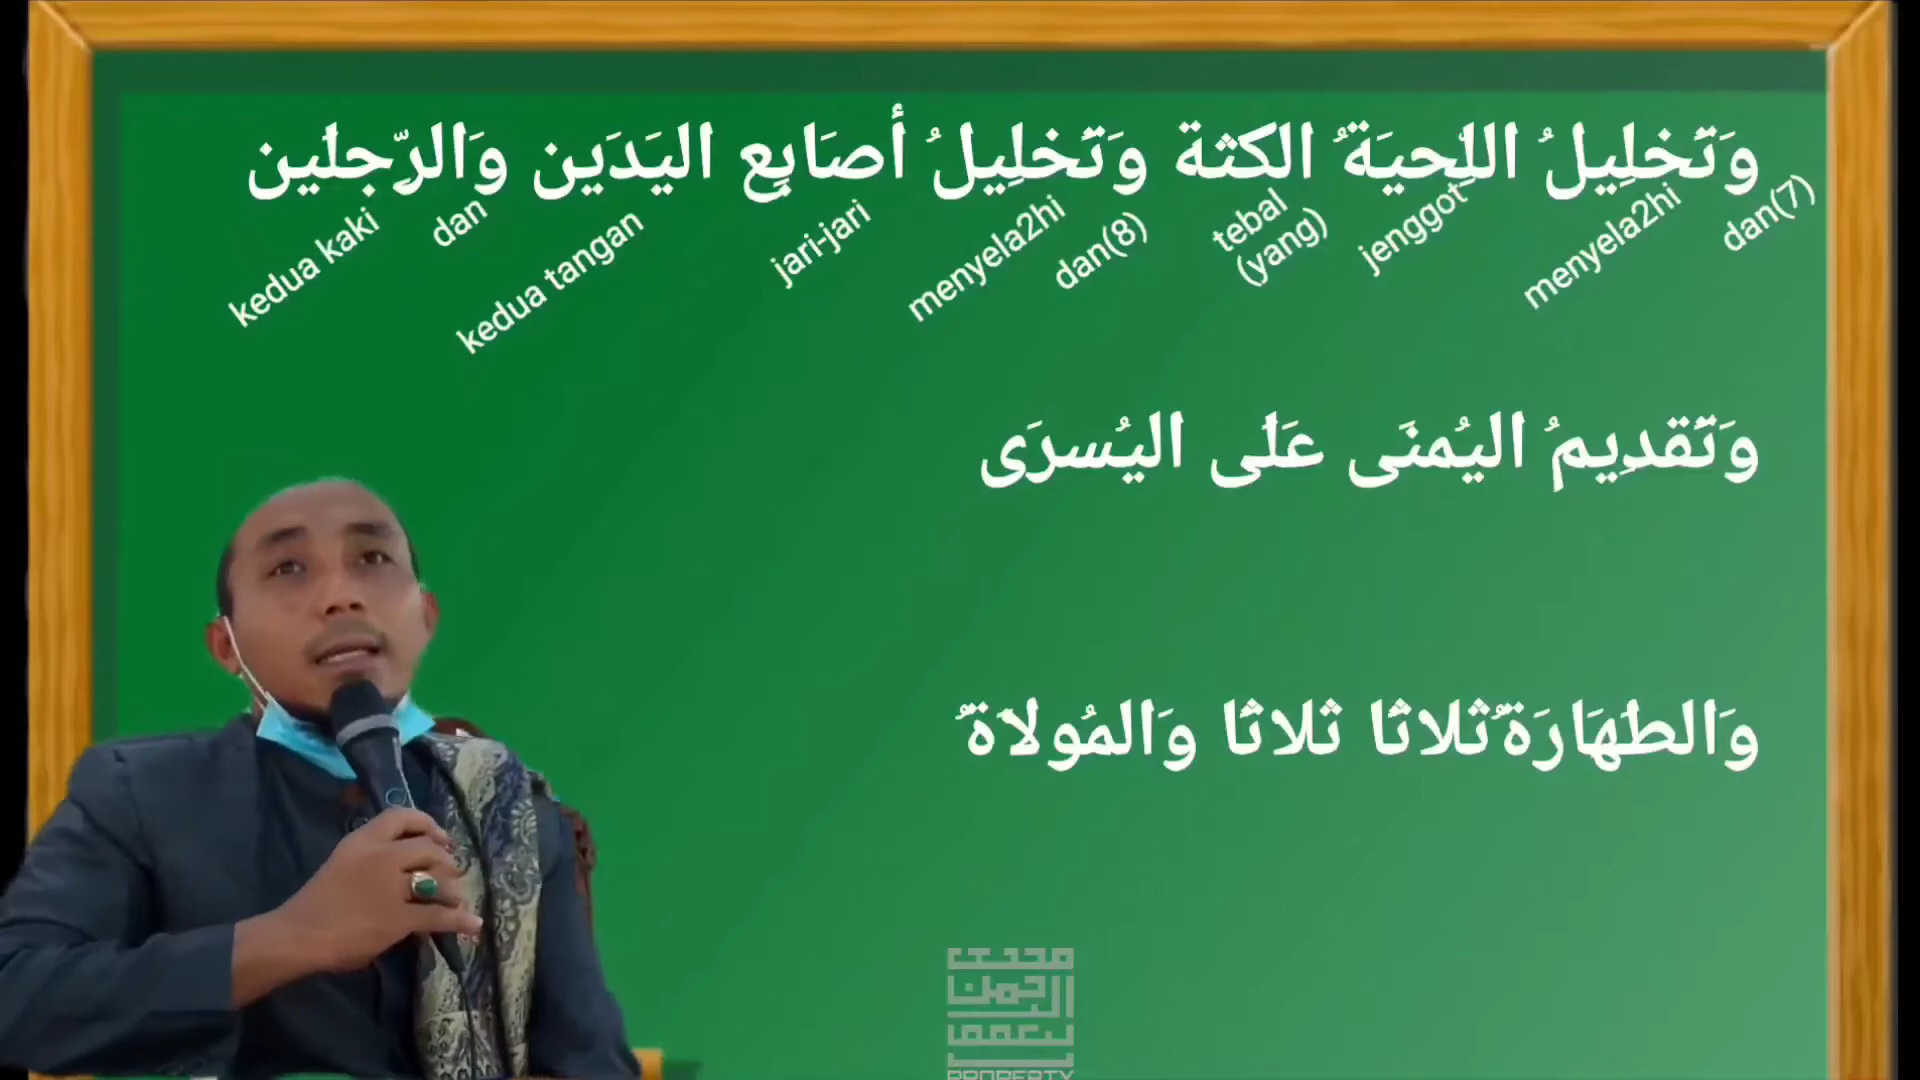 وَتَخلِيلُ اللِّحيَةُ الكثة وَتَخلِيلُ أصَابِعِ اليَدَين وَالرِّجلَين
dan(7) menyela2hi jenggot tebal (yang) dan(8) menyela2hi jari-jari kedua tangan dan kedua kaki
وَتَقدِيمُ اليُمنَى عَلَى اليُسرَى
وَالطَهَارَةُ ثلاثا ثلاثا وَالمُولاَةُ
PROPERTY